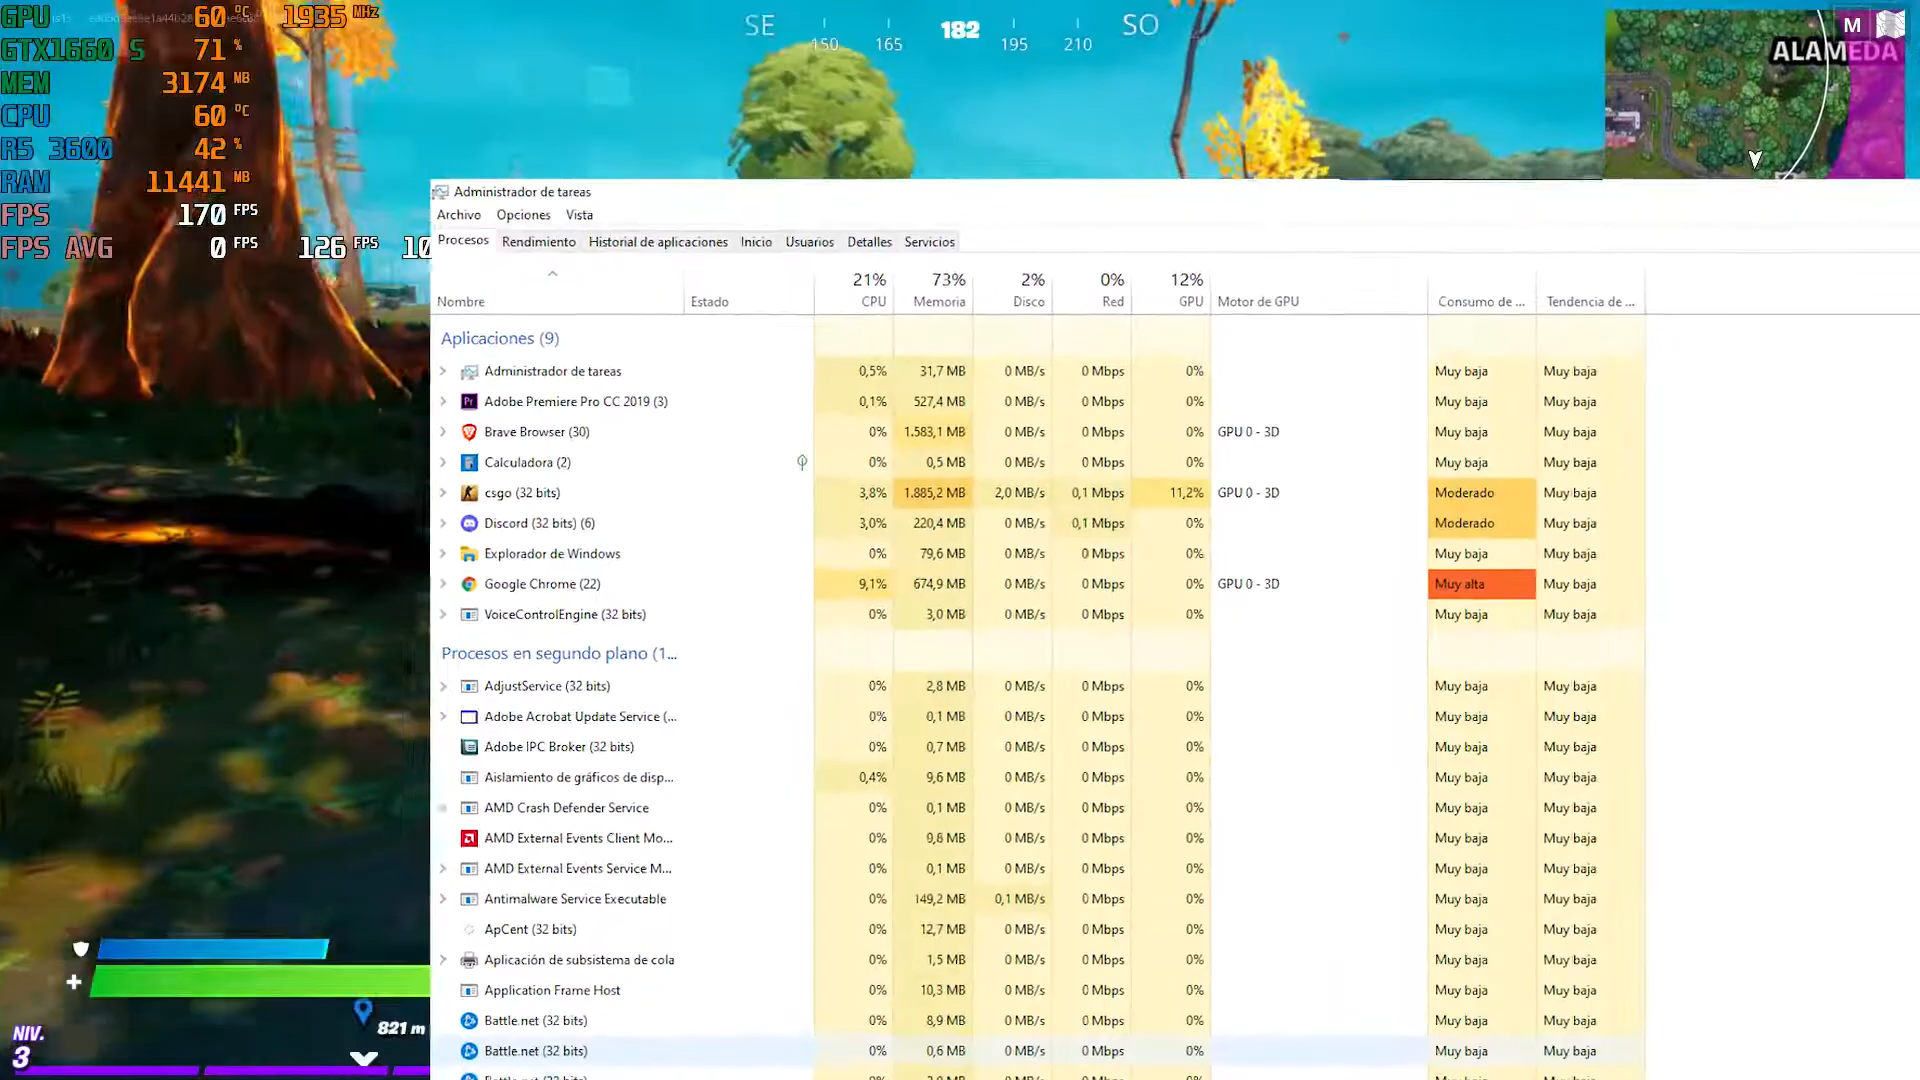 GPU 60 °C 1935 MHz
GTX1660 S 71 %
MEM 3174 MB
CPU 60 °C
R5 3600 42 %
RAM 11441 MB
FPS 170 FPS
FPS AVG 0 FPS 126 FPS 10
SE 182 SO
150 165 195 210
M
ALAMEDA
Administrador de tareas
Archivo Opciones Vista
Procesos Rendimiento Historial de aplicaciones Inicio Usuarios Detalles Servicios
21% 73% 2% 0% 12%
Nombre Estado CPU Memoria Disco Red GPU Motor de GPU Consumo de ... Tendencia de ...
Aplicaciones (9)
Administrador de tareas 0,5% 31,7 MB 0 MB/s 0 Mbps 0% Muy baja Muy baja
Adobe Premiere Pro CC 2019 (3) 0,1% 527,4 MB 0 MB/s 0 Mbps 0% Muy baja Muy baja
Brave Browser (30) 0% 1.583,1 MB 0 MB/s 0 Mbps 0% GPU 0 - 3D Muy baja Muy baja
Calculadora (2) 0% 0,5 MB 0 MB/s 0 Mbps 0% Muy baja Muy baja
csgo (32 bits) 3,8% 1.885,2 MB 2,0 MB/s 0,1 Mbps 11,2% GPU 0 - 3D Moderado Muy baja
Discord (32 bits) (6) 3,0% 220,4 MB 0 MB/s 0,1 Mbps 0% Moderado Muy baja
Explorador de Windows 0% 79,6 MB 0 MB/s 0 Mbps 0% Muy baja Muy baja
Google Chrome (22) 9,1% 674,9 MB 0 MB/s 0 Mbps 0% GPU 0 - 3D Muy alta Muy baja
VoiceControlEngine (32 bits) 0% 3,0 MB 0 MB/s 0 Mbps 0% Muy baja Muy baja
Procesos en segundo plano (1...
AdjustService (32 bits) 0% 2,8 MB 0 MB/s 0 Mbps 0% Muy baja Muy baja
Adobe Acrobat Update Service (... 0% 0,1 MB 0 MB/s 0 Mbps 0% Muy baja Muy baja
Adobe IPC Broker (32 bits) 0% 0,7 MB 0 MB/s 0 Mbps 0% Muy baja Muy baja
Aislamiento de gráficos de disp... 0,4% 9,6 MB 0 MB/s 0 Mbps 0% Muy baja Muy baja
AMD Crash Defender Service 0% 0,1 MB 0 MB/s 0 Mbps 0% Muy baja Muy baja
AMD External Events Client Mo... 0% 9,8 MB 0 MB/s 0 Mbps 0% Muy baja Muy baja
AMD External Events Service M... 0% 0,1 MB 0 MB/s 0 Mbps 0% Muy baja Muy baja
Antimalware Service Executable 0% 149,2 MB 0,1 MB/s 0 Mbps 0% Muy baja Muy baja
ApCent (32 bits) 0% 12,7 MB 0 MB/s 0 Mbps 0% Muy baja Muy baja
Aplicación de subsistema de cola 0% 1,5 MB 0 MB/s 0 Mbps 0% Muy baja Muy baja
Application Frame Host 0% 10,3 MB 0 MB/s 0 Mbps 0% Muy baja Muy baja
Battle.net (32 bits) 0% 8,9 MB 0 MB/s 0 Mbps 0% Muy baja Muy baja
Battle.net (32 bits) 0% 0,6 MB 0 MB/s 0 Mbps 0% Muy baja Muy baja
821 m
NIV.
3